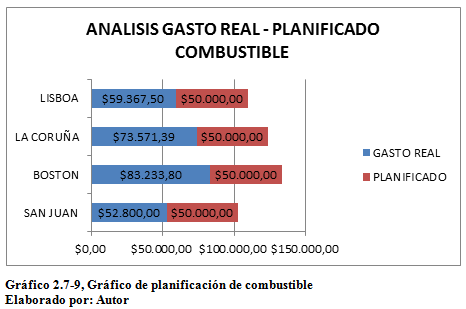 ANALISIS GASTO REAL - PLANIFICADO
COMBUSTIBLE
LISBOA
$59.367,50
$50.000,00
LA CORUÑA
$73.571,39
$50.000,00
BOSTON
$83.233,80
$50.000,00
SAN JUAN
$52.800,00
$50.000,00
GASTO REAL
PLANIFICADO
$0,00
$50.000,00
$100.000,00
$150.000,00
Gráfico 2.7-9, Gráfico de planificación de combustible
Elaborado por: Autor